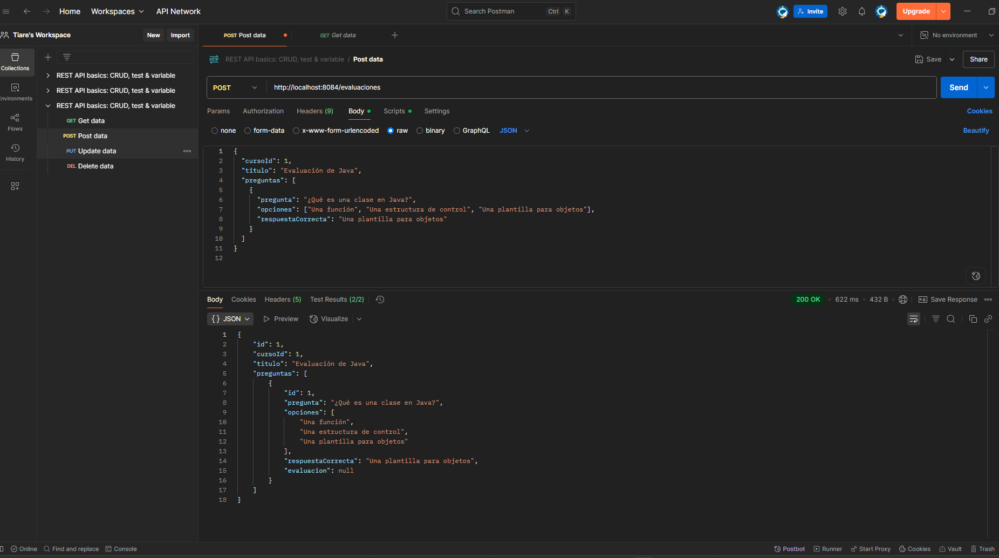 Home Workspaces API Network Search Postman Ctrl K Invite Upgrade
Tiare's Workspace New Import POST Post data GET Get data No environment
Collections
Environments
Flows
History
REST API basics: CRUD, test & variable
REST API basics: CRUD, test & variable
REST API basics: CRUD, test & variable
GET Get data
POST Post data
PUT Update data
DEL Delete data
HTTP REST API basics: CRUD, test & variable / Post data Save Share
POST http://localhost:8084/evaluaciones Send
Params Authorization Headers (9) Body Scripts Settings Cookies
none form-data x-www-form-urlencoded raw binary GraphQL JSON Beautify
1 {
2 "cursoId": 1,
3 "titulo": "Evaluación de Java",
4 "preguntas": [
5 {
6 "pregunta": "¿Qué es una clase en Java?",
7 "opciones": ["Una función", "Una estructura de control", "Una plantilla para objetos"],
8 "respuestaCorrecta": "Una plantilla para objetos"
9 }
10 ]
11 }
12
Body Cookies Headers (5) Test Results (2/2) 200 OK • 622 ms • 432 B • e.g. Save Response
{} JSON Preview Visualize
1 {
2 "id": 1,
3 "cursoId": 1,
4 "titulo": "Evaluación de Java",
5 "preguntas": [
6 {
7 "id": 1,
8 "pregunta": "¿Qué es una clase en Java?",
9 "opciones": [
10 "Una función",
11 "Una estructura de control",
12 "Una plantilla para objetos"
13 ],
14 "respuestaCorrecta": "Una plantilla para objetos",
15 "evaluacion": null
16 }
17 ]
18 }
Online Find and replace Console Postbot Runner Start Proxy Cookies Vault Trash